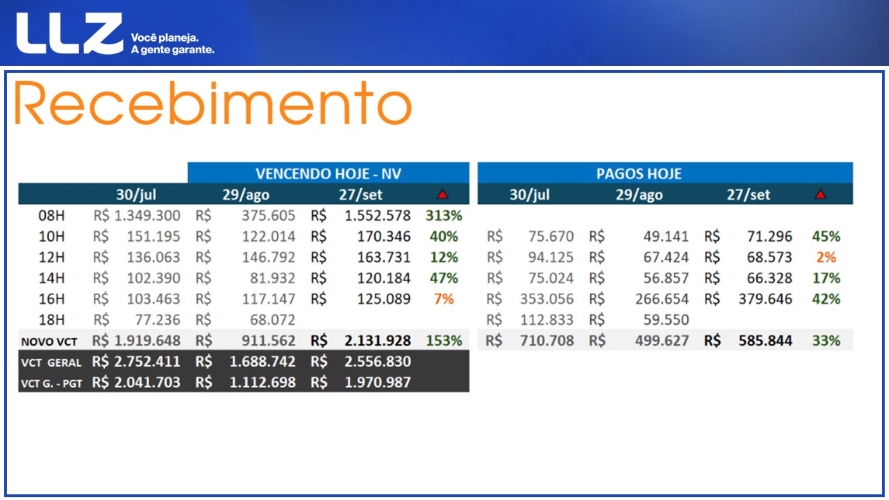 LLZ Você planeja.
A gente garante.
Recebimento
VENCENDO HOJE - NV PAGOS HOJE
30/jul 29/ago 27/set 30/jul 29/ago 27/set
08H R$ 1.349.300 R$ 375.605 R$ 1.552.578 313%
10H R$ 151.195 R$ 122.014 R$ 170.346 40% R$ 75.670 R$ 49.141 R$ 71.296 45%
12H R$ 136.063 R$ 146.792 R$ 163.731 12% R$ 94.125 R$ 67.424 R$ 68.573 2%
14H R$ 102.390 R$ 81.932 R$ 120.184 47% R$ 75.024 R$ 56.857 R$ 66.328 17%
16H R$ 103.463 R$ 117.147 R$ 125.089 7% R$ 353.056 R$ 266.654 R$ 379.646 42%
18H R$ 77.236 R$ 68.072 R$ 112.833 R$ 59.550
NOVO VCT R$ 1.919.648 R$ 911.562 R$ 2.131.928 153% R$ 710.708 R$ 499.627 R$ 585.844 33%
VCT GERAL R$ 2.752.411 R$ 1.688.742 R$ 2.556.830
VCT G. - PGT R$ 2.041.703 R$ 1.112.698 R$ 1.970.987